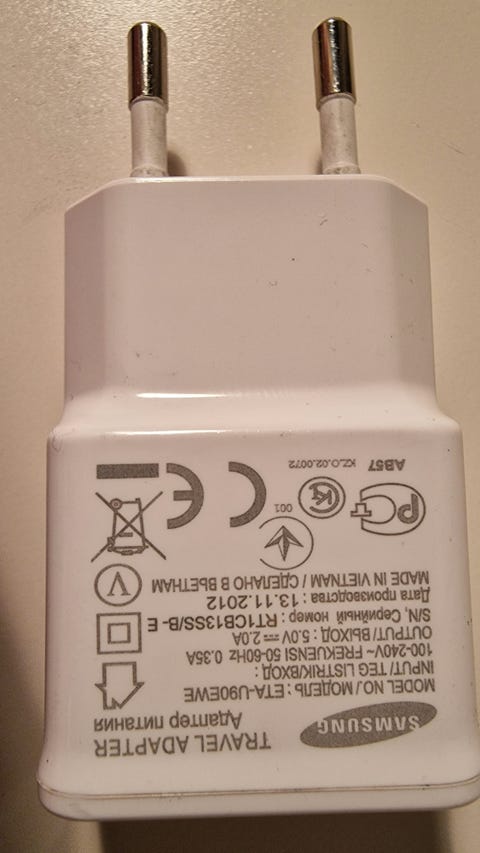 SAMSUNG
TRAVEL ADAPTER
Адаптер питания
MODEL NO./ МОДЕЛЬ : ETA-U90EWE
INPUT/ TEG LISTRIK/ВХОД :
100-240V~ FREKUENSI 50-60Hz 0.35A
OUTPUT/ ВЫХОД : 5.0V ⎓ 2.0A
S/N, Серийный номер : RT1CB13SS/B- E
Дата производства : 13.11.2012
MADE IN VIETNAM / СДЕЛАНО В ВЬЕТНАМ
V
001
PCT
AB57
KZ.O.02.0072
CE